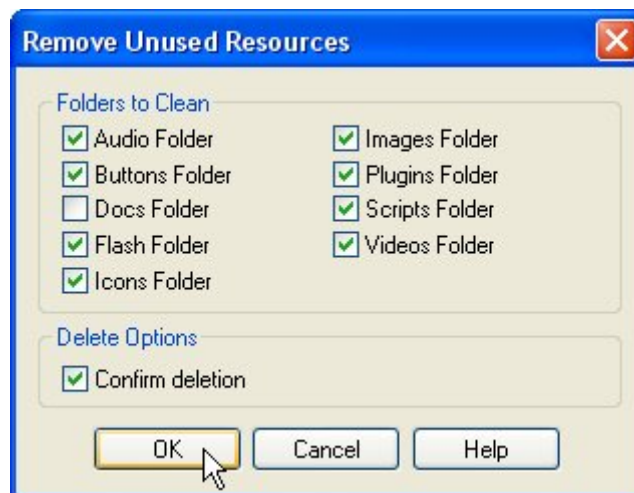 Remove Unused Resources
Folders to Clean
Audio Folder
Images Folder
Buttons Folder
Plugins Folder
Docs Folder
Scripts Folder
Flash Folder
Videos Folder
Icons Folder
Delete Options
Confirm deletion
OK
Cancel
Help